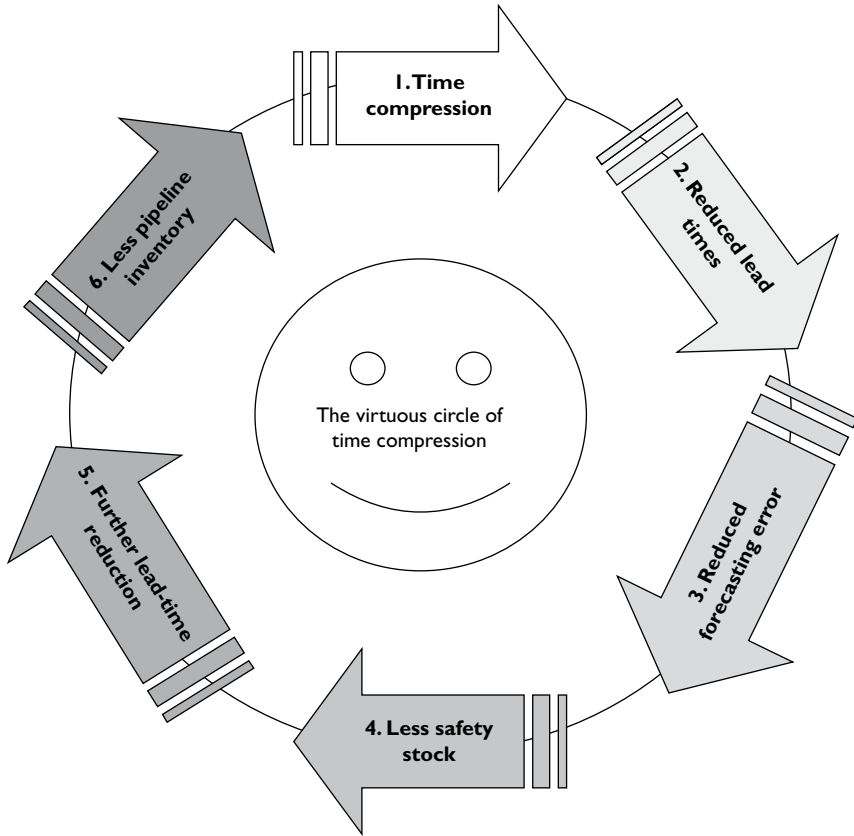 1. Time
compression
2. Reduced lead
times
3. Reduced
forecasting error
4. Less safety
stock
5. Further lead-time
reduction
6. Less pipeline
inventory
The virtuous circle of
time compression